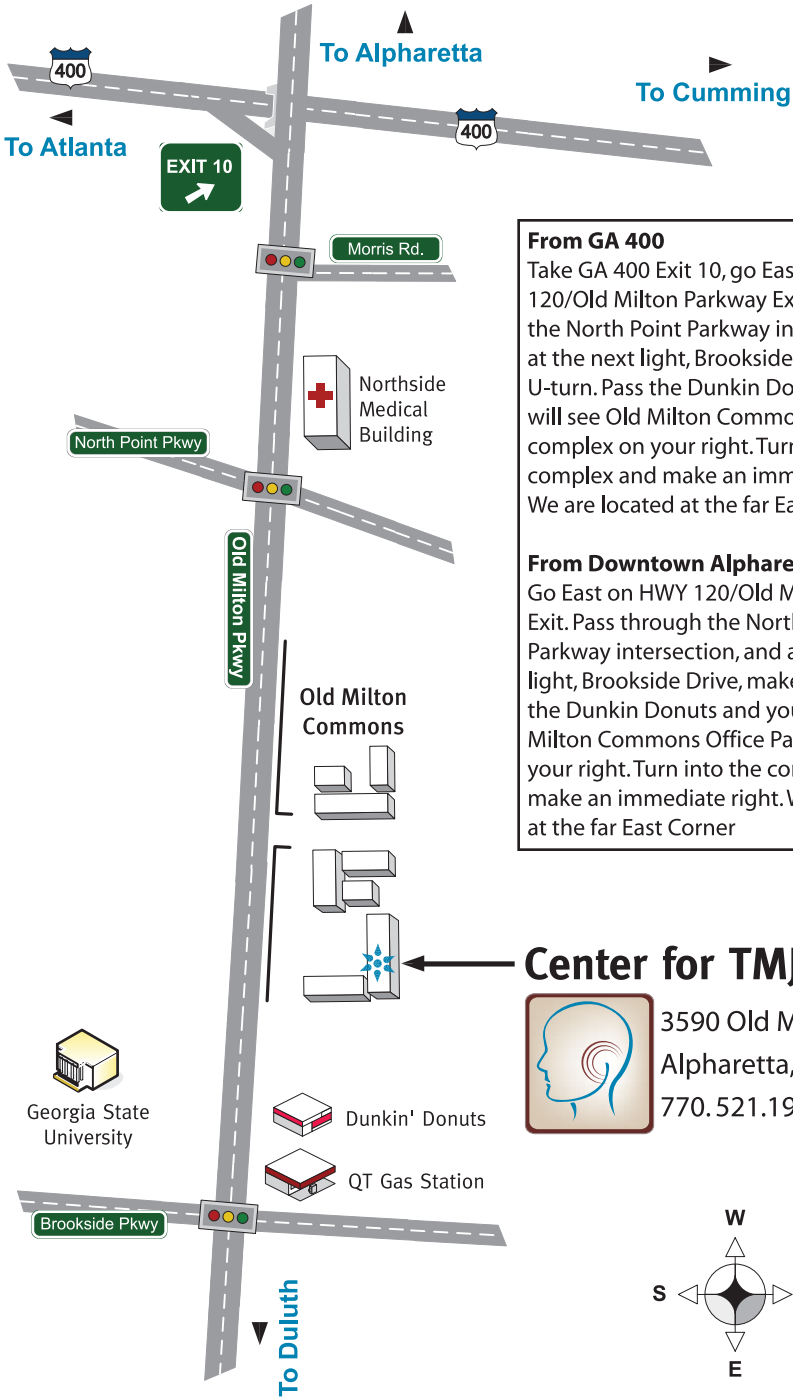 400
To Alpharetta
To Cumming
400
To Atlanta
EXIT 10
Morris Rd.
Northside
Medical
Building
North Point Pkwy
Old Milton Pkwy
Old Milton
Commons
From GA 400
Take GA 400 Exit 10, go Eas
120/Old Milton Parkway Ex
the North Point Parkway in
at the next light, Brookside
U-turn. Pass the Dunkin Do
will see Old Milton Commo
complex on your right. Turn
complex and make an imm
We are located at the far Ea
From Downtown Alphare
Go East on HWY 120/Old M
Exit. Pass through the North
Parkway intersection, and a
light, Brookside Drive, make
the Dunkin Donuts and you
Milton Commons Office Pa
your right. Turn into the cor
make an immediate right. W
at the far East Corner
Center for TMJ
3590 Old M
Alpharetta,
770.521.19
Georgia State
University
Dunkin' Donuts
QT Gas Station
Brookside Pkwy
To Duluth
W
S
E